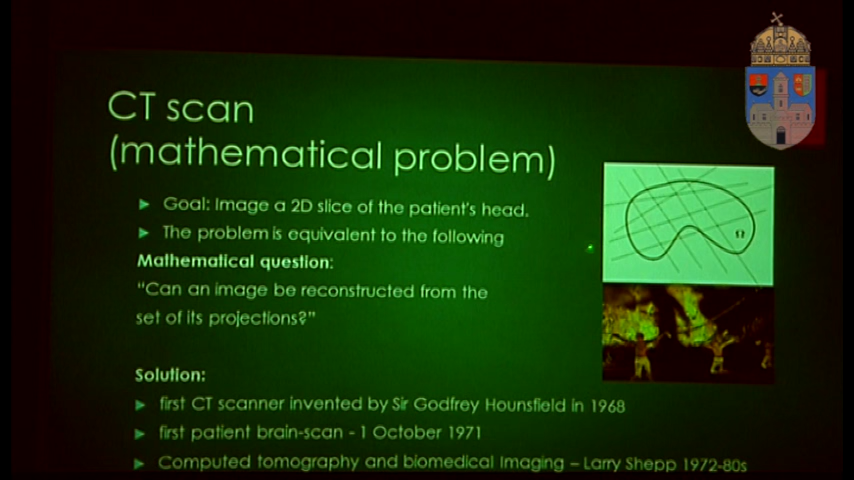 CT scan
(mathematical problem)
Goal: Image a 2D slice of the patient's head.
The problem is equivalent to the following
Mathematical question:
"Can an image be reconstructed from the
set of its projections?"
Ω
Solution:
first CT scanner invented by Sir Godfrey Hounsfield in 1968
first patient brain-scan - 1 October 1971
Computed tomography and biomedical Imaging – Larry Shepp 1972-80s